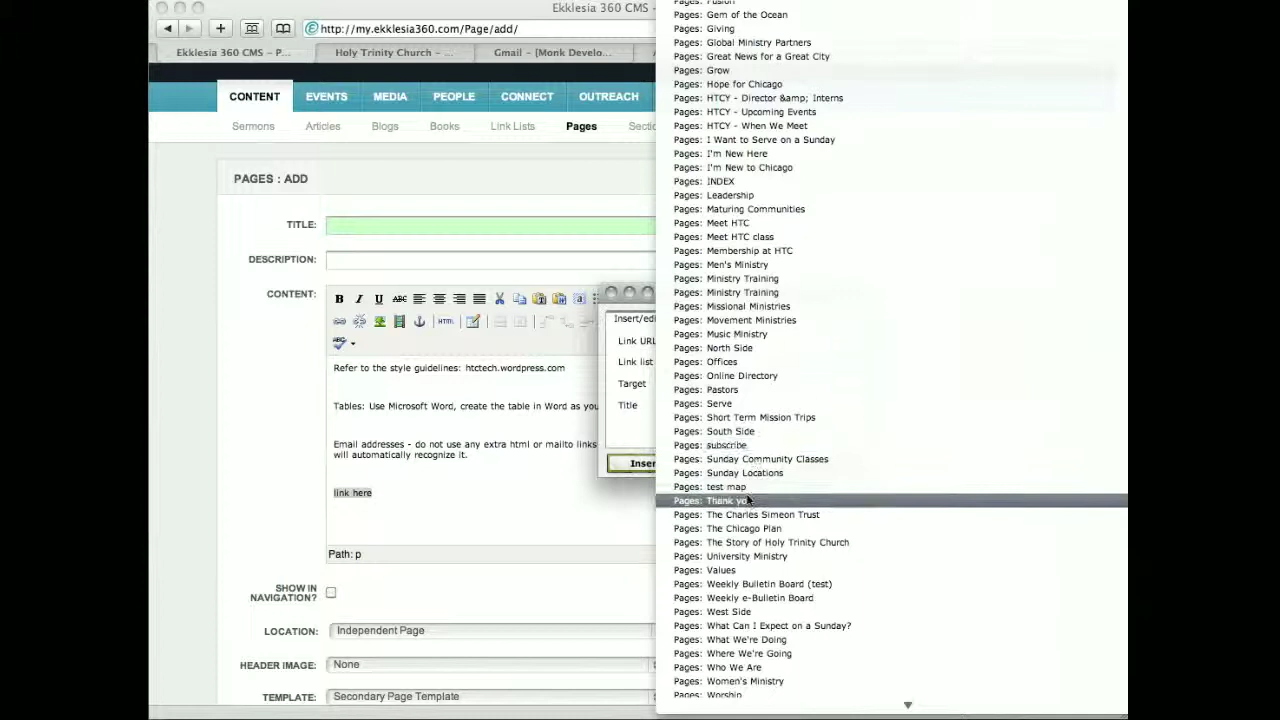 Ekklesia 360 CMS -
http://my.ekklesia360.com/Page/add/
Ekklesia 360 CMS – P...
Holy Trinity Church – ...
Gmail – [Monk Develo...
CONTENT
EVENTS
MEDIA
PEOPLE
CONNECT
OUTREACH
Sermons
Articles
Blogs
Books
Link Lists
Pages
PAGES : ADD
TITLE:
DESCRIPTION:
CONTENT:
B I U ABC
HTML
ABC
Refer to the style guidelines: htctech.wordpress.com
Tables: Use Microsoft Word, create the table in Word as you
Email addresses - do not use any extra html or mailto links
will automatically recognize it.
link here
Path: p
SHOW IN
NAVIGATION?
LOCATION:
Independent Page
HEADER IMAGE:
None
TEMPLATE:
Secondary Page Template
Link URL
Link list
Target
Title
Pages: Fusion
Pages: Gem of the Ocean
Pages: Giving
Pages: Global Ministry Partners
Pages: Great News for a Great City
Pages: Grow
Pages: Hope for Chicago
Pages: HTCY - Director &amp; Interns
Pages: HTCY - Upcoming Events
Pages: HTCY - When We Meet
Pages: I Want to Serve on a Sunday
Pages: I'm New Here
Pages: I'm New to Chicago
Pages: INDEX
Pages: Leadership
Pages: Maturing Communities
Pages: Meet HTC
Pages: Meet HTC class
Pages: Membership at HTC
Pages: Men's Ministry
Pages: Ministry Training
Pages: Ministry Training
Pages: Missional Ministries
Pages: Movement Ministries
Pages: Music Ministry
Pages: North Side
Pages: Offices
Pages: Online Directory
Pages: Pastors
Pages: Serve
Pages: Short Term Mission Trips
Pages: South Side
Pages: subscribe
Pages: Sunday Community Classes
Pages: Sunday Locations
Pages: test map
Pages: Thank yo
Pages: The Charles Simeon Trust
Pages: The Chicago Plan
Pages: The Story of Holy Trinity Church
Pages: University Ministry
Pages: Values
Pages: Weekly Bulletin Board (test)
Pages: Weekly e-Bulletin Board
Pages: West Side
Pages: What Can I Expect on a Sunday?
Pages: What We're Doing
Pages: Where We're Going
Pages: Who We Are
Pages: Women's Ministry
Pages: Worship